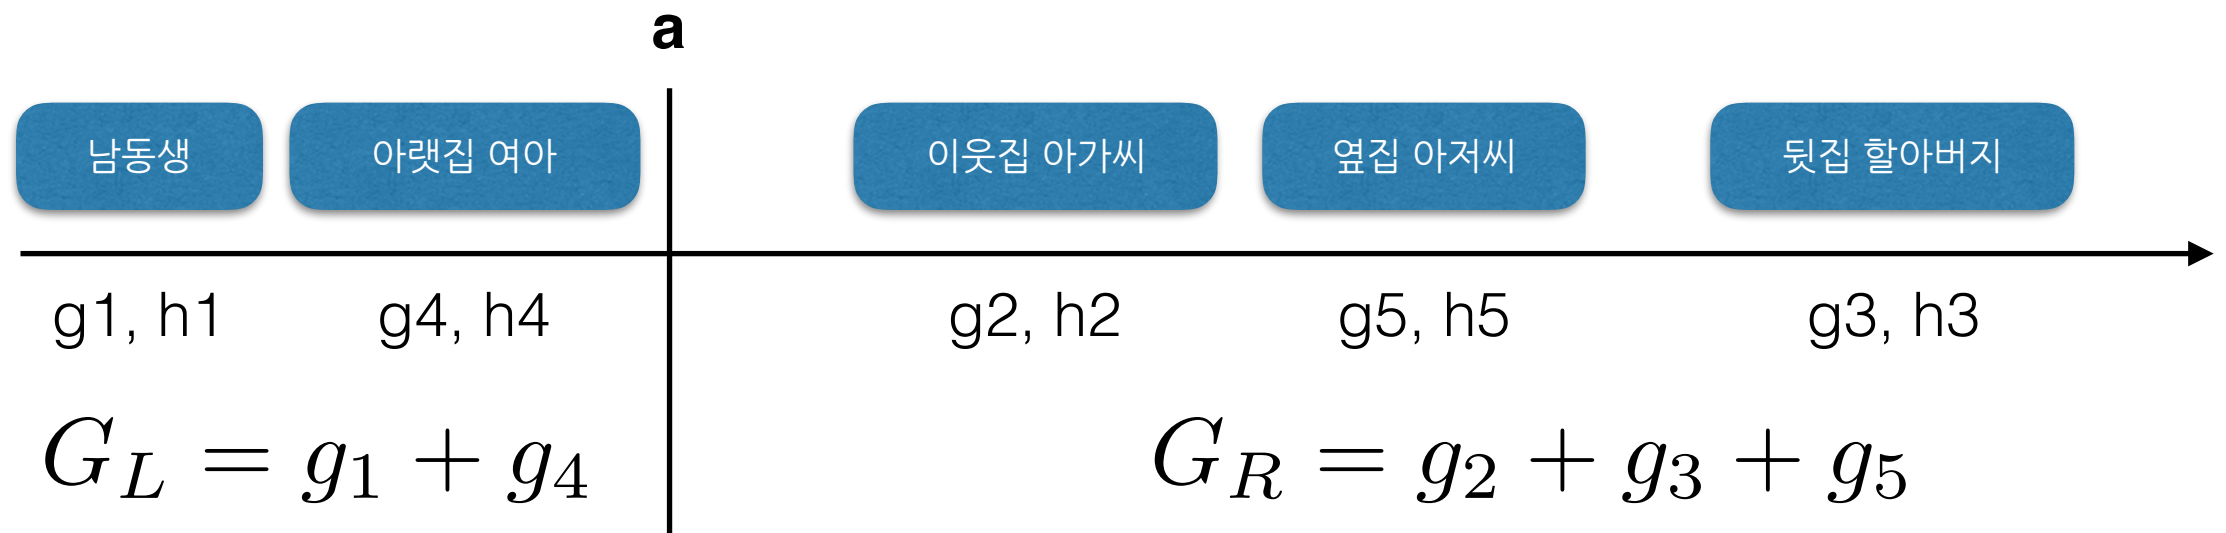 a
남동생 아랫집 여아 이웃집 아가씨 옆집 아저씨 뒷집 할아버지
g1, h1 g4, h4 g2, h2 g5, h5 g3, h3
G_L = g_1 + g_4 G_R = g_2 + g_3 + g_5